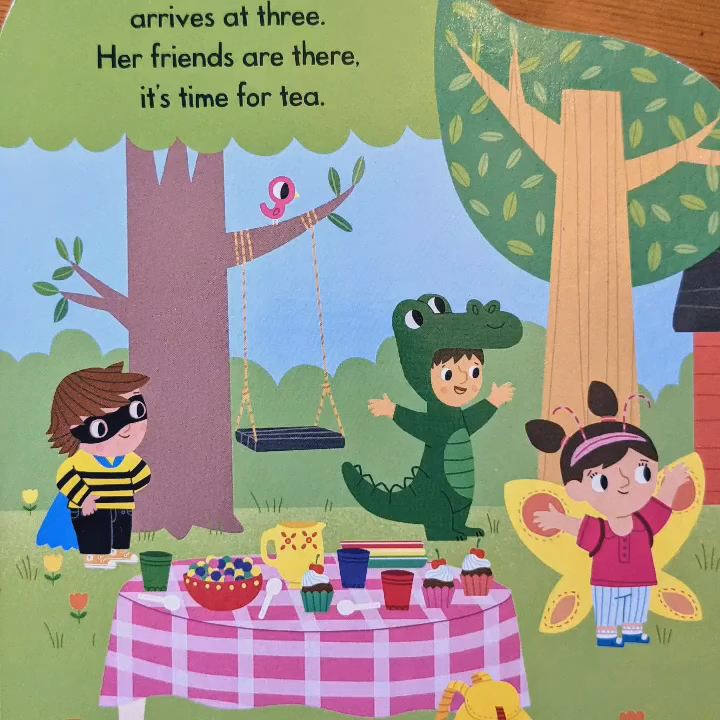 arrives at three.
Her friends are there,
it's time for tea.